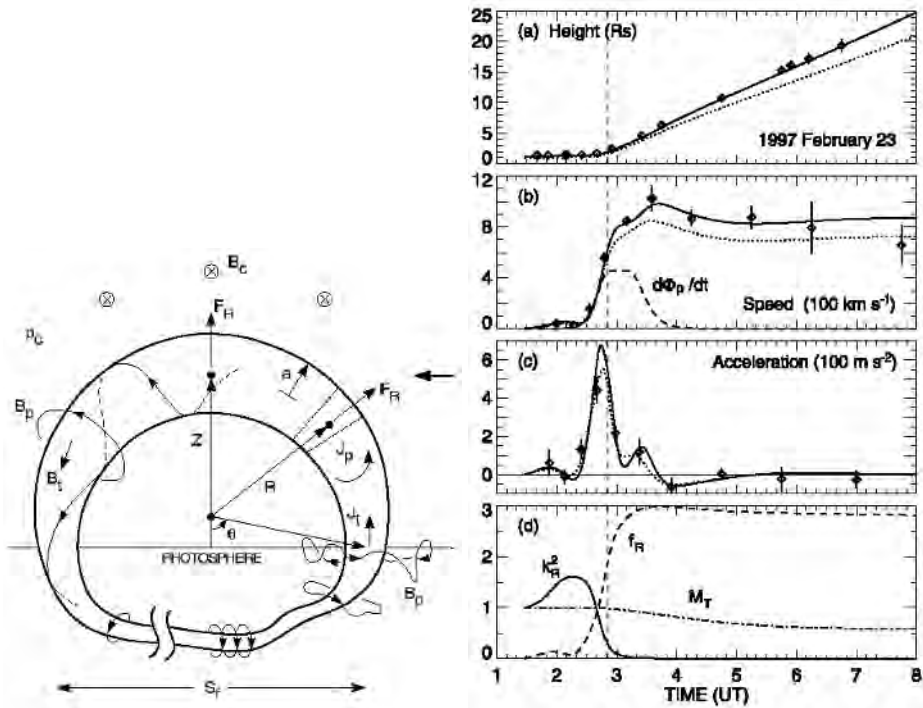 B_c
F_R
p_c
a
F_R
B_p
Z
J_p
B_t
R
J_t
θ
PHOTOSPHERE
B_p
S_f
(a) Height (Rs)
25
20
15
10
5
0
1997 February 23
(b)
12
8
4
0
dΦ_p/dt
Speed (100 km s⁻¹)
(c)
Acceleration (100 m s⁻²)
6
4
2
0
(d)
3
2
1
0
k_R²
f_R
M_T
1 2 3 4 5 6 7 8
TIME (UT)